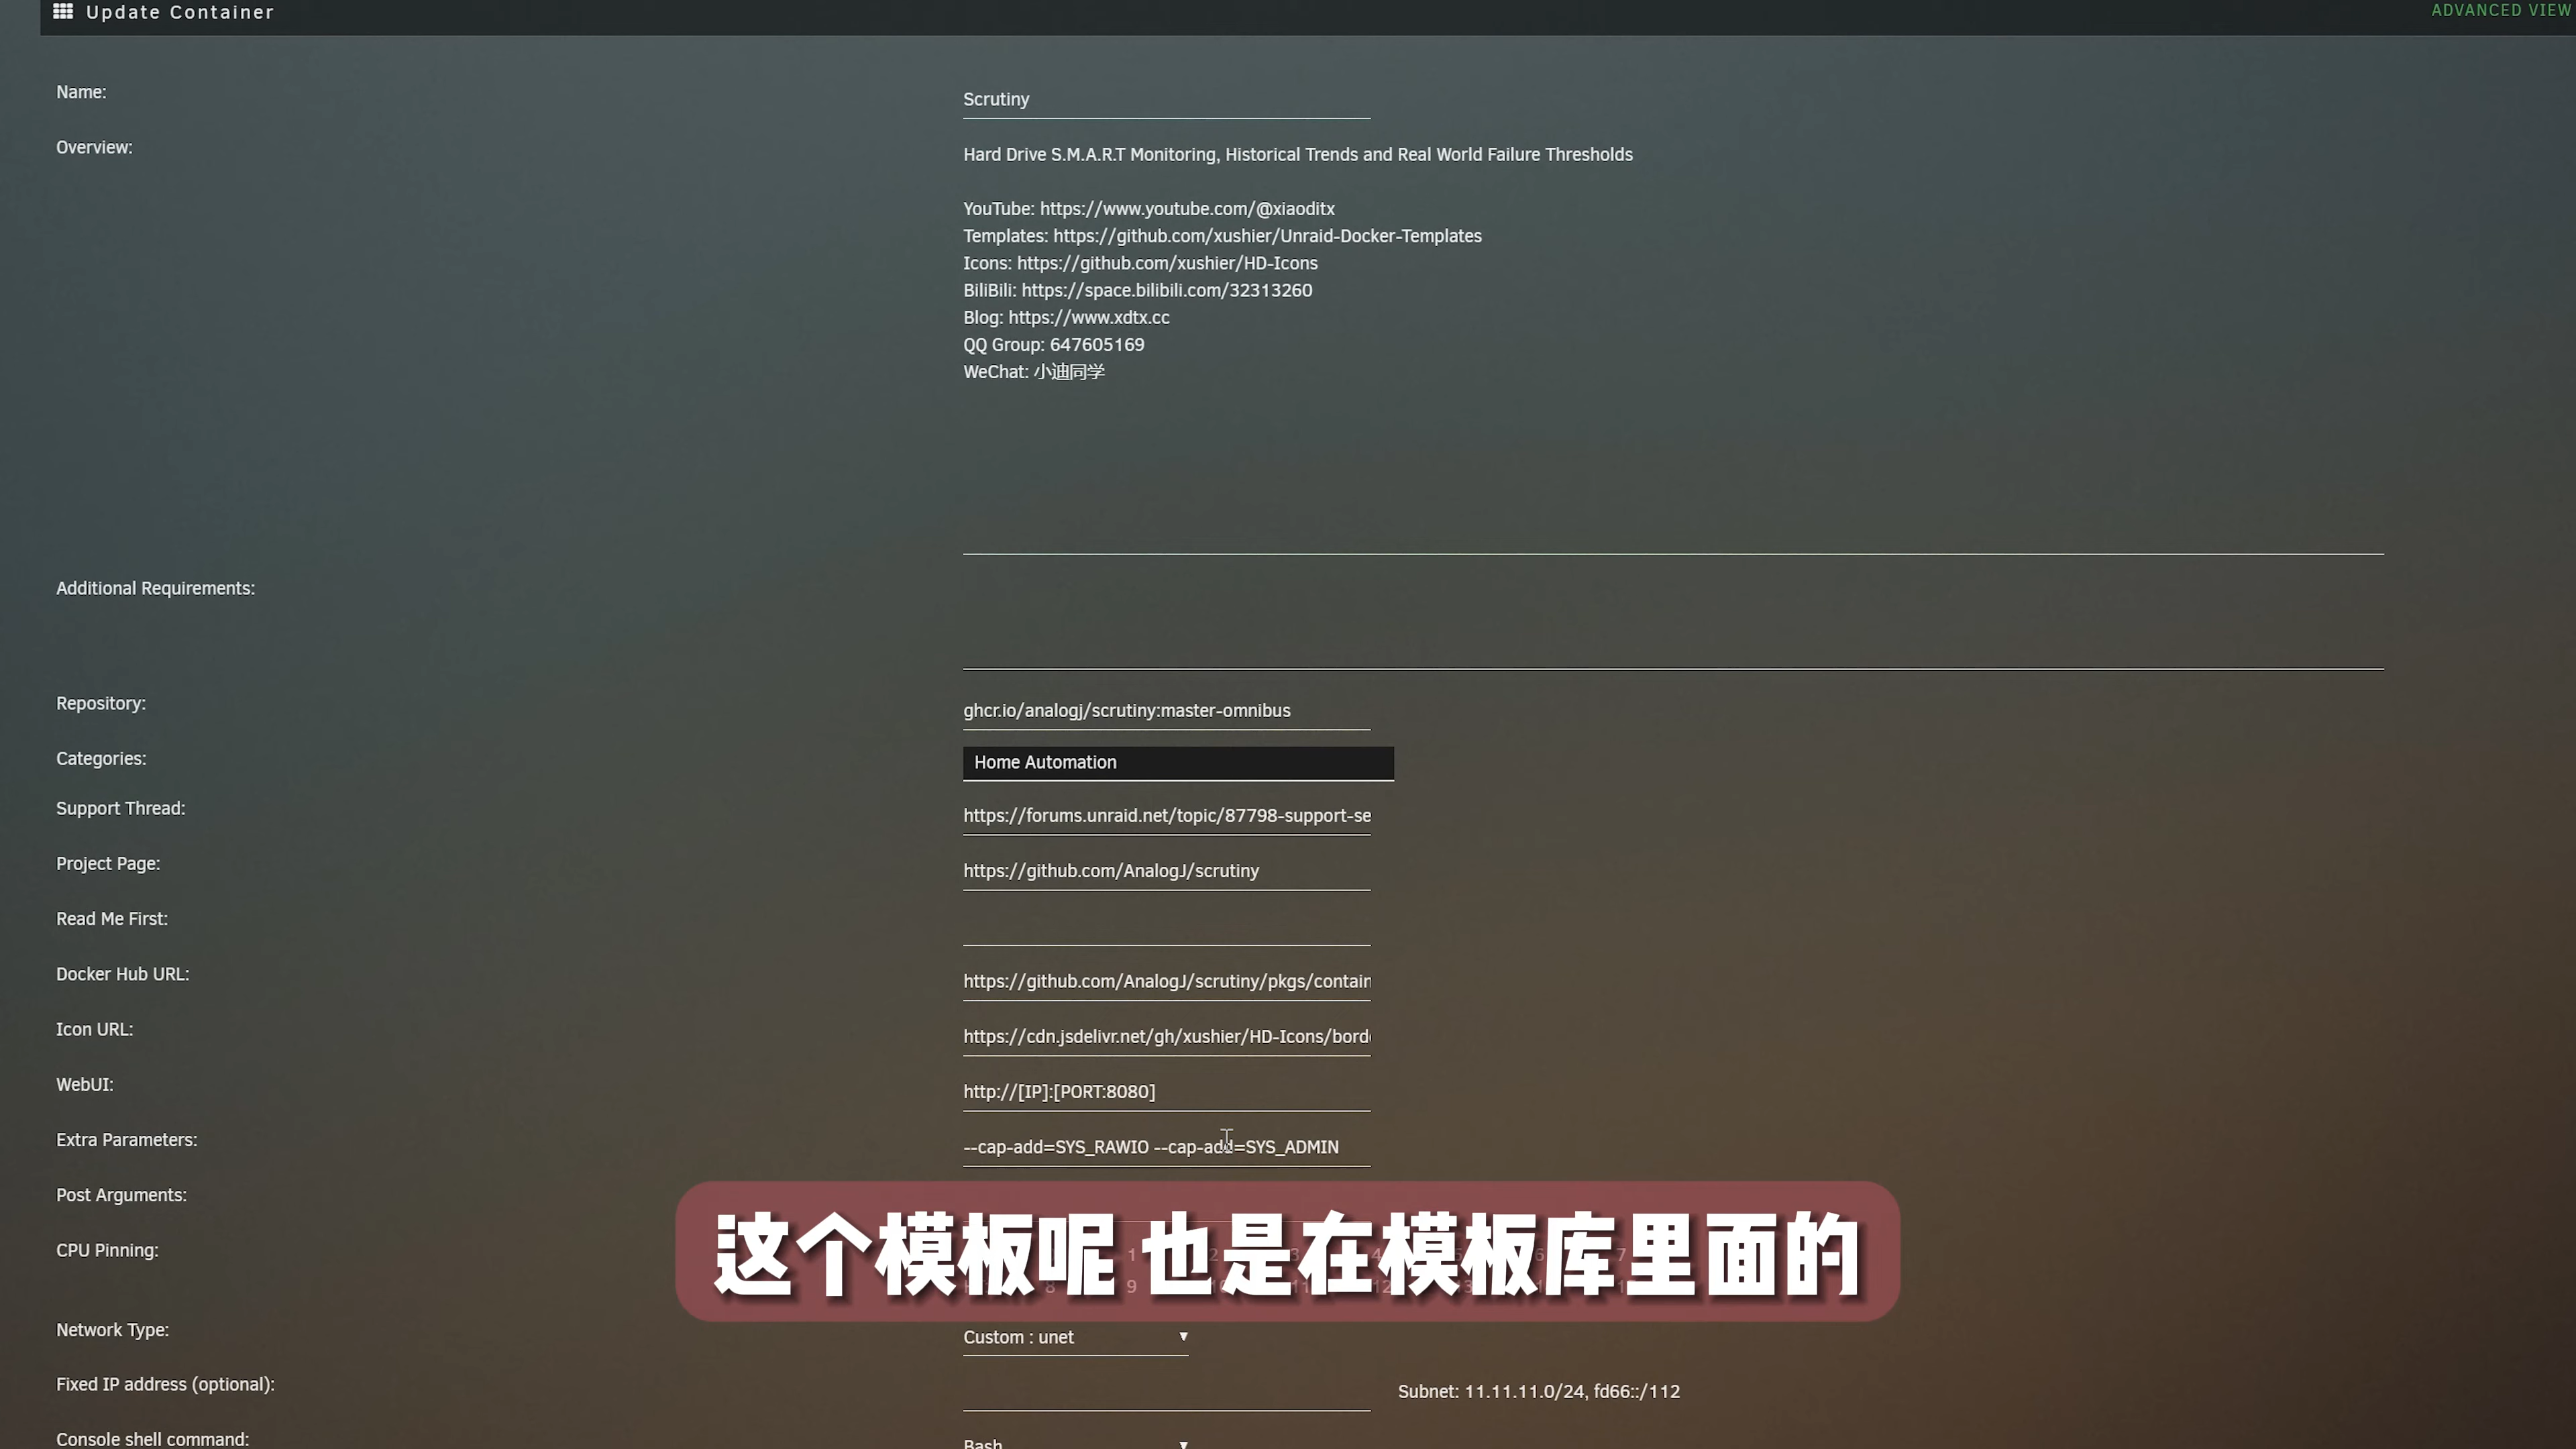 Update Container
ADVANCED VIEW
Name:
Scrutiny
Overview:
Hard Drive S.M.A.R.T Monitoring, Historical Trends and Real World Failure Thresholds
YouTube: https://www.youtube.com/@xiaoditx
Templates: https://github.com/xushier/Unraid-Docker-Templates
Icons: https://github.com/xushier/HD-Icons
BiliBili: https://space.bilibili.com/32313260
Blog: https://www.xdtx.cc
QQ Group: 647605169
WeChat: 小迪同学
Additional Requirements:
Repository:
ghcr.io/analogj/scrutiny:master-omnibus
Categories:
Home Automation
Support Thread:
https://forums.unraid.net/topic/87798-support-se
Project Page:
https://github.com/AnalogJ/scrutiny
Read Me First:
Docker Hub URL:
https://github.com/AnalogJ/scrutiny/pkgs/contain
Icon URL:
https://cdn.jsdelivr.net/gh/xushier/HD-Icons/bord
WebUI:
http://[IP]:[PORT:8080]
Extra Parameters:
--cap-add=SYS_RAWIO --cap-add=SYS_ADMIN
Post Arguments:
CPU Pinning:
这个模板呢 也是在模板库里面的
Network Type:
Custom : unet
Fixed IP address (optional):
Subnet: 11.11.11.0/24, fd66::/112
Console shell command:
Bash